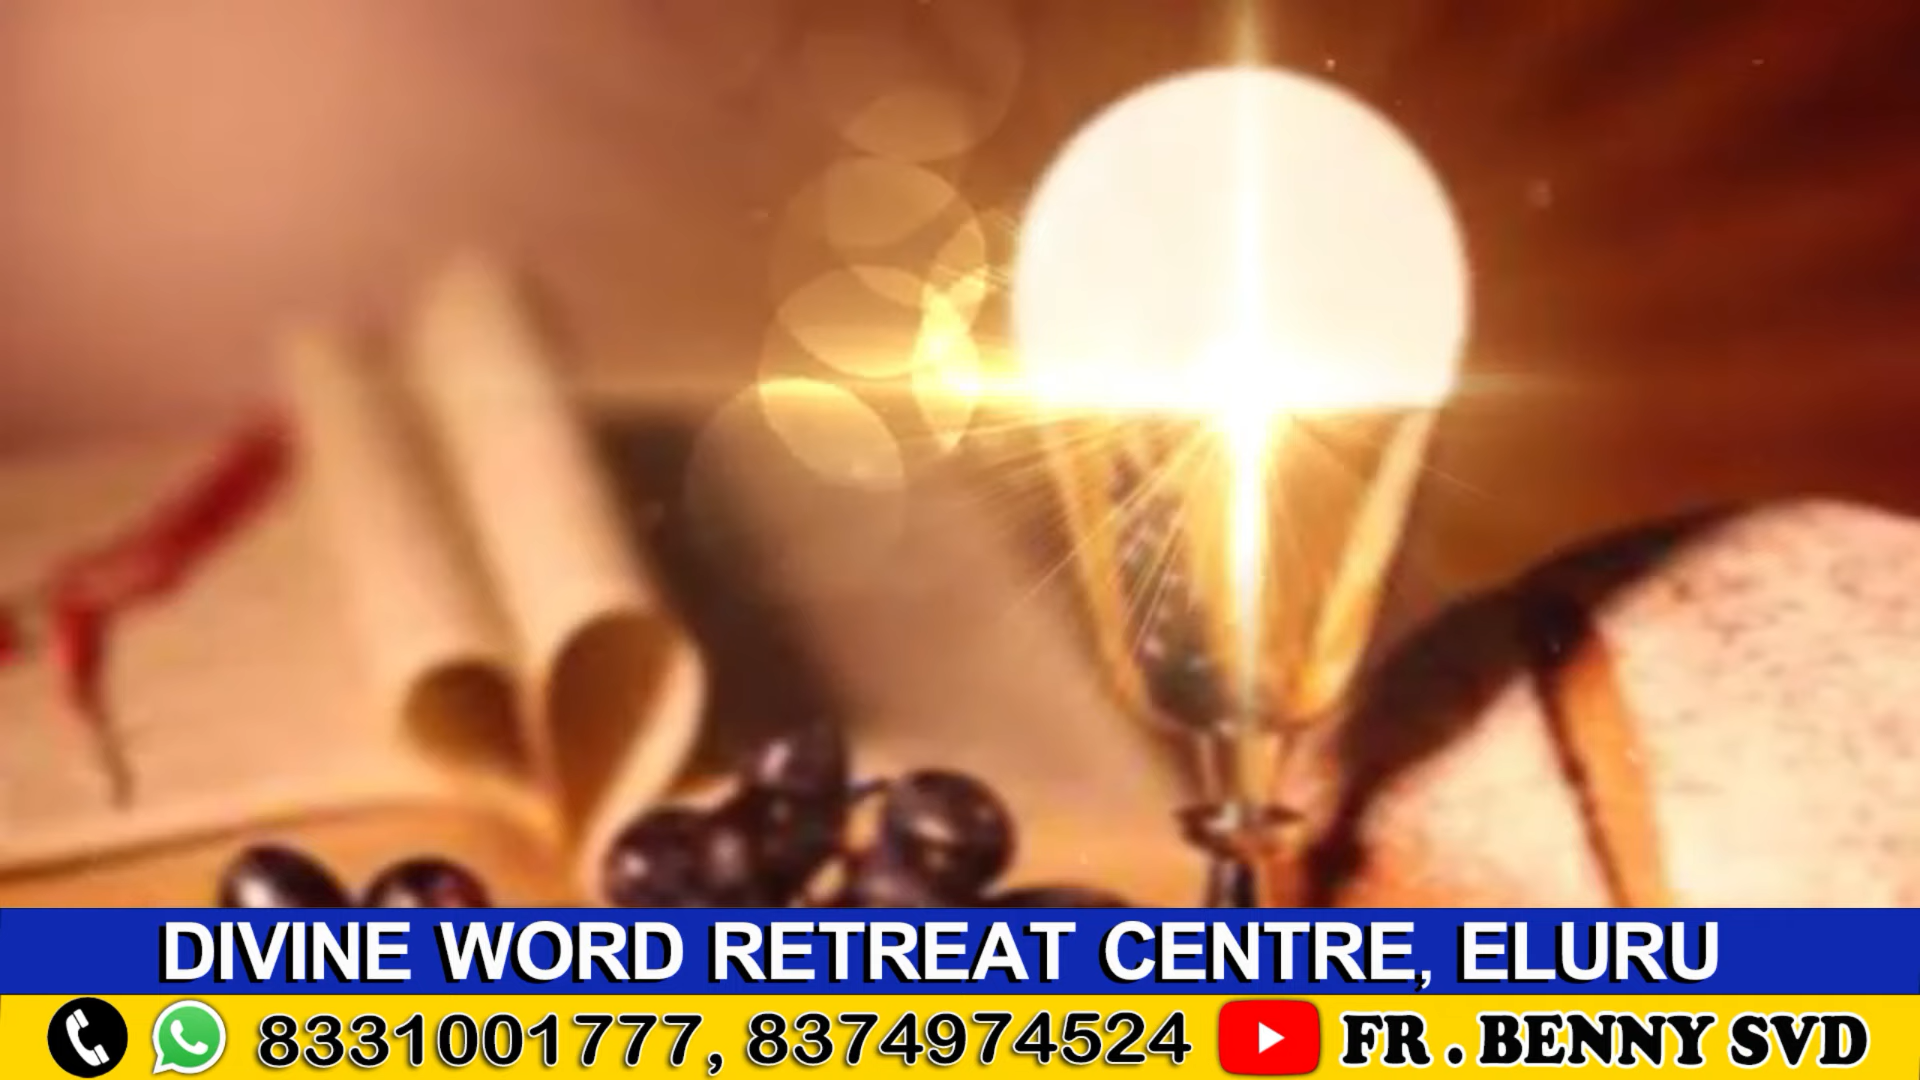 DIVINE WORD RETREAT CENTRE, ELURU
8331001777, 8374974524 FR . BENNY SVD